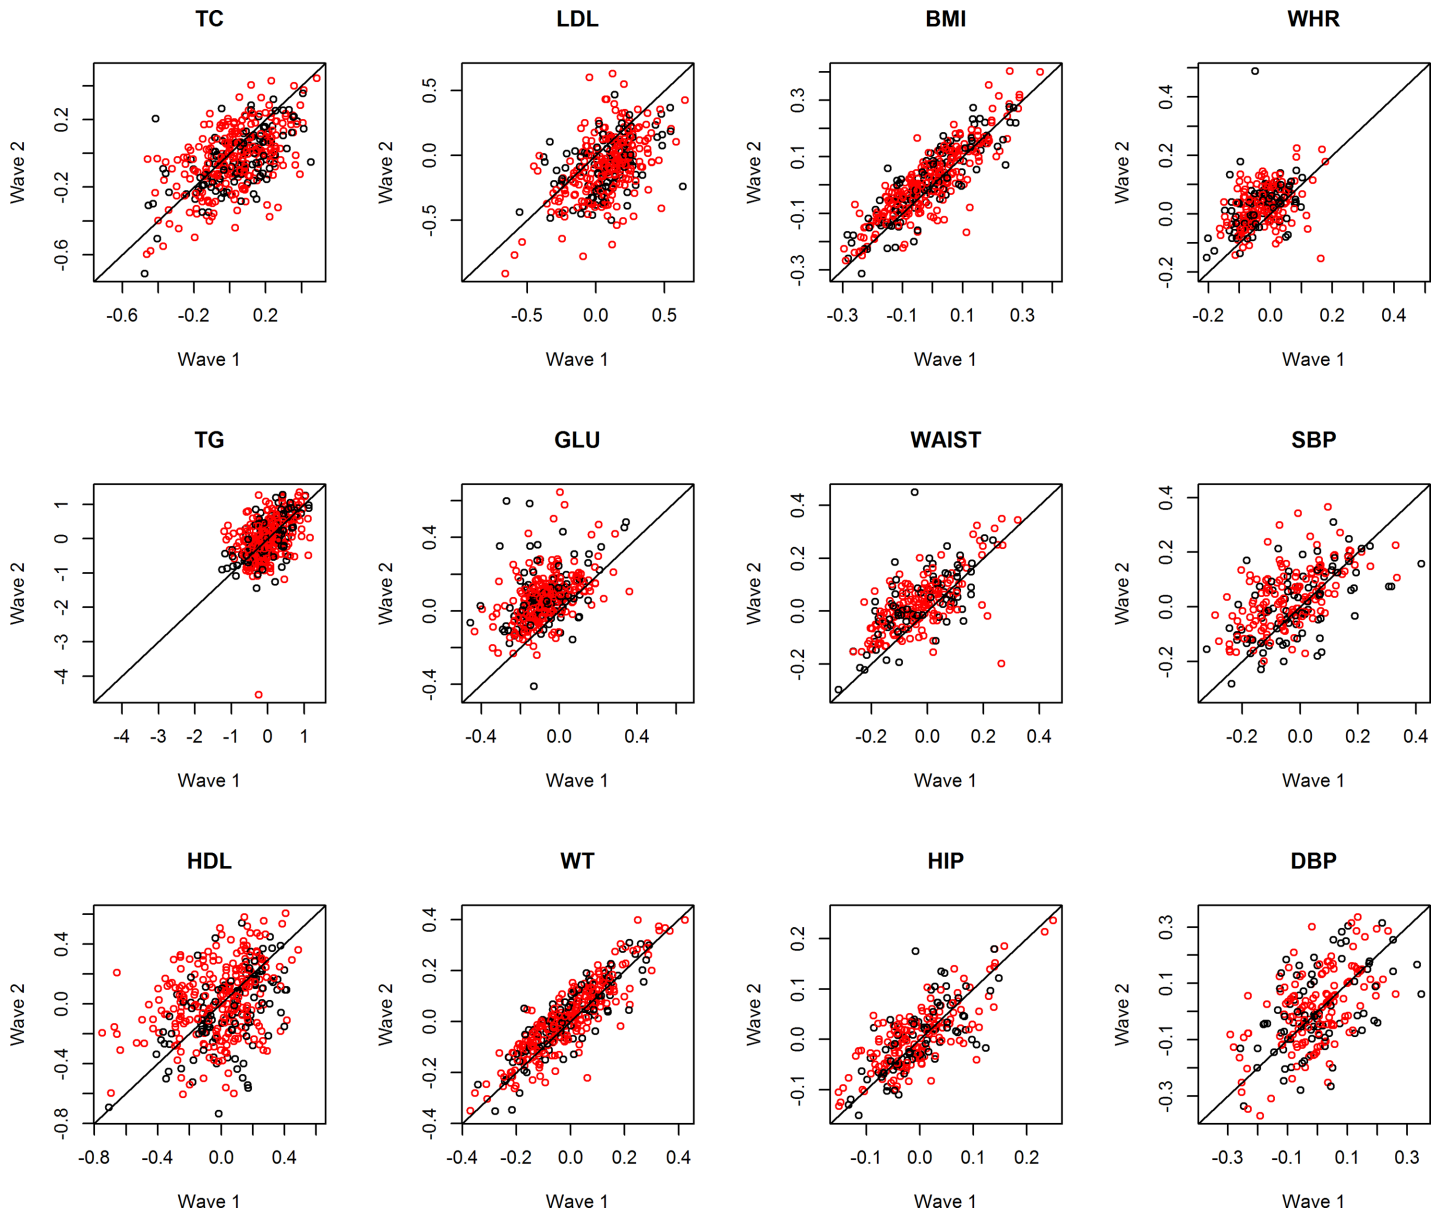 TC
LDL
BMI
WHR
Wave 2
-0.6 -0.2 0.2
-0.6 -0.2 0.2
Wave 1
Wave 2
-0.5 0.0 0.5
-0.5 0.0 0.5
Wave 1
Wave 2
-0.3 -0.1 0.1 0.3
-0.3 -0.1 0.1 0.3
Wave 1
Wave 2
-0.2 0.0 0.2 0.4
-0.2 0.0 0.2 0.4
Wave 1
TG
GLU
WAIST
SBP
Wave 2
-4 -3 -2 -1 0 1
-4 -3 -2 -1 0 1
Wave 1
Wave 2
-0.4 0.0 0.4
-0.4 0.0 0.4
Wave 1
Wave 2
-0.2 0.0 0.2 0.4
-0.2 0.0 0.2 0.4
Wave 1
Wave 2
-0.2 0.0 0.2 0.4
-0.2 0.0 0.2 0.4
Wave 1
HDL
WT
HIP
DBP
Wave 2
-0.8 -0.4 0.0 0.4
-0.8 -0.4 0.0 0.4
Wave 1
Wave 2
-0.4 -0.2 0.0 0.2 0.4
-0.4 -0.2 0.0 0.2 0.4
Wave 1
Wave 2
-0.1 0.0 0.1 0.2
-0.1 0.0 0.1 0.2
Wave 1
Wave 2
-0.3 -0.1 0.1 0.3
-0.3 -0.1 0.1 0.3
Wave 1